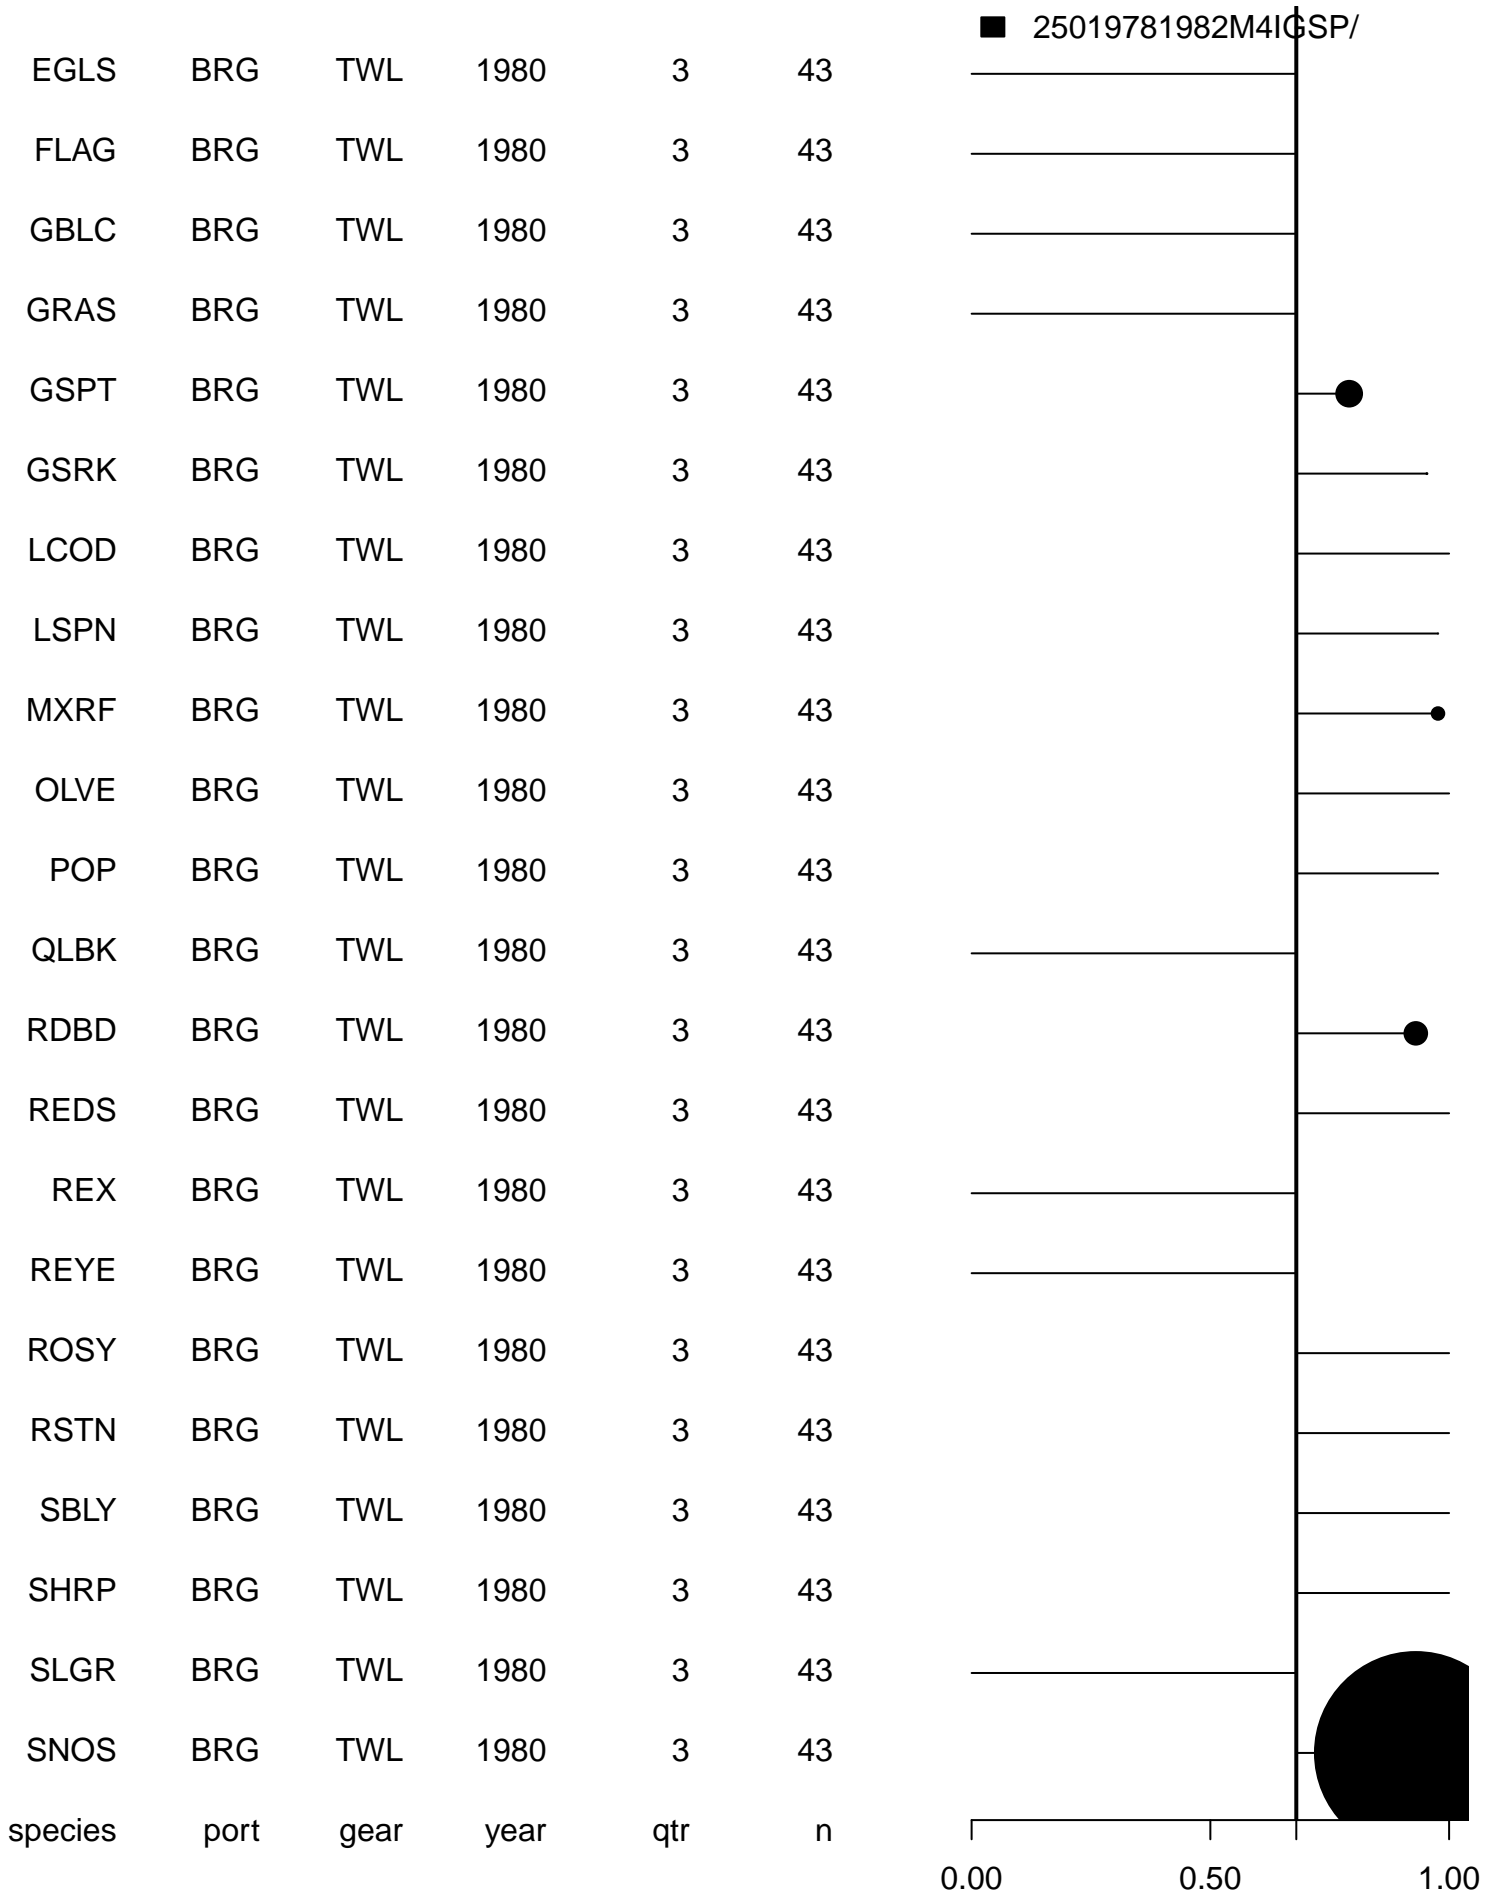 25019781982M4IGSP/
EGLS BRG TWL 1980 3 43
FLAG BRG TWL 1980 3 43
GBLC BRG TWL 1980 3 43
GRAS BRG TWL 1980 3 43
GSPT BRG TWL 1980 3 43
GSRK BRG TWL 1980 3 43
LCOD BRG TWL 1980 3 43
LSPN BRG TWL 1980 3 43
MXRF BRG TWL 1980 3 43
OLVE BRG TWL 1980 3 43
POP BRG TWL 1980 3 43
QLBK BRG TWL 1980 3 43
RDBD BRG TWL 1980 3 43
REDS BRG TWL 1980 3 43
REX BRG TWL 1980 3 43
REYE BRG TWL 1980 3 43
ROSY BRG TWL 1980 3 43
RSTN BRG TWL 1980 3 43
SBLY BRG TWL 1980 3 43
SHRP BRG TWL 1980 3 43
SLGR BRG TWL 1980 3 43
SNOS BRG TWL 1980 3 43
species port gear year qtr n
0.00 0.50 1.00